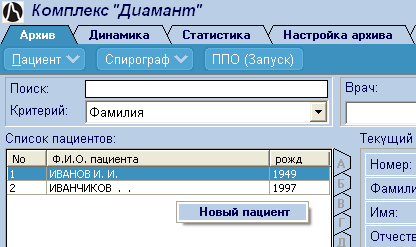 Комплекс "Диамант"
Архив Динамика Статистика Настройка архива
Пациент Спирограф ППО (Запуск)
Поиск: Врач:
Критерий: Фамилия
Список пациентов: Текущий
No Ф.И.О. пациента рожд
1 ИВАНОВ И. И. 1949
2 ИВАНЧИКОВ . . 1997
Новый пациент
А
Б
В
Г
Д
Номер:
Фамили
Имя:
Отчеств